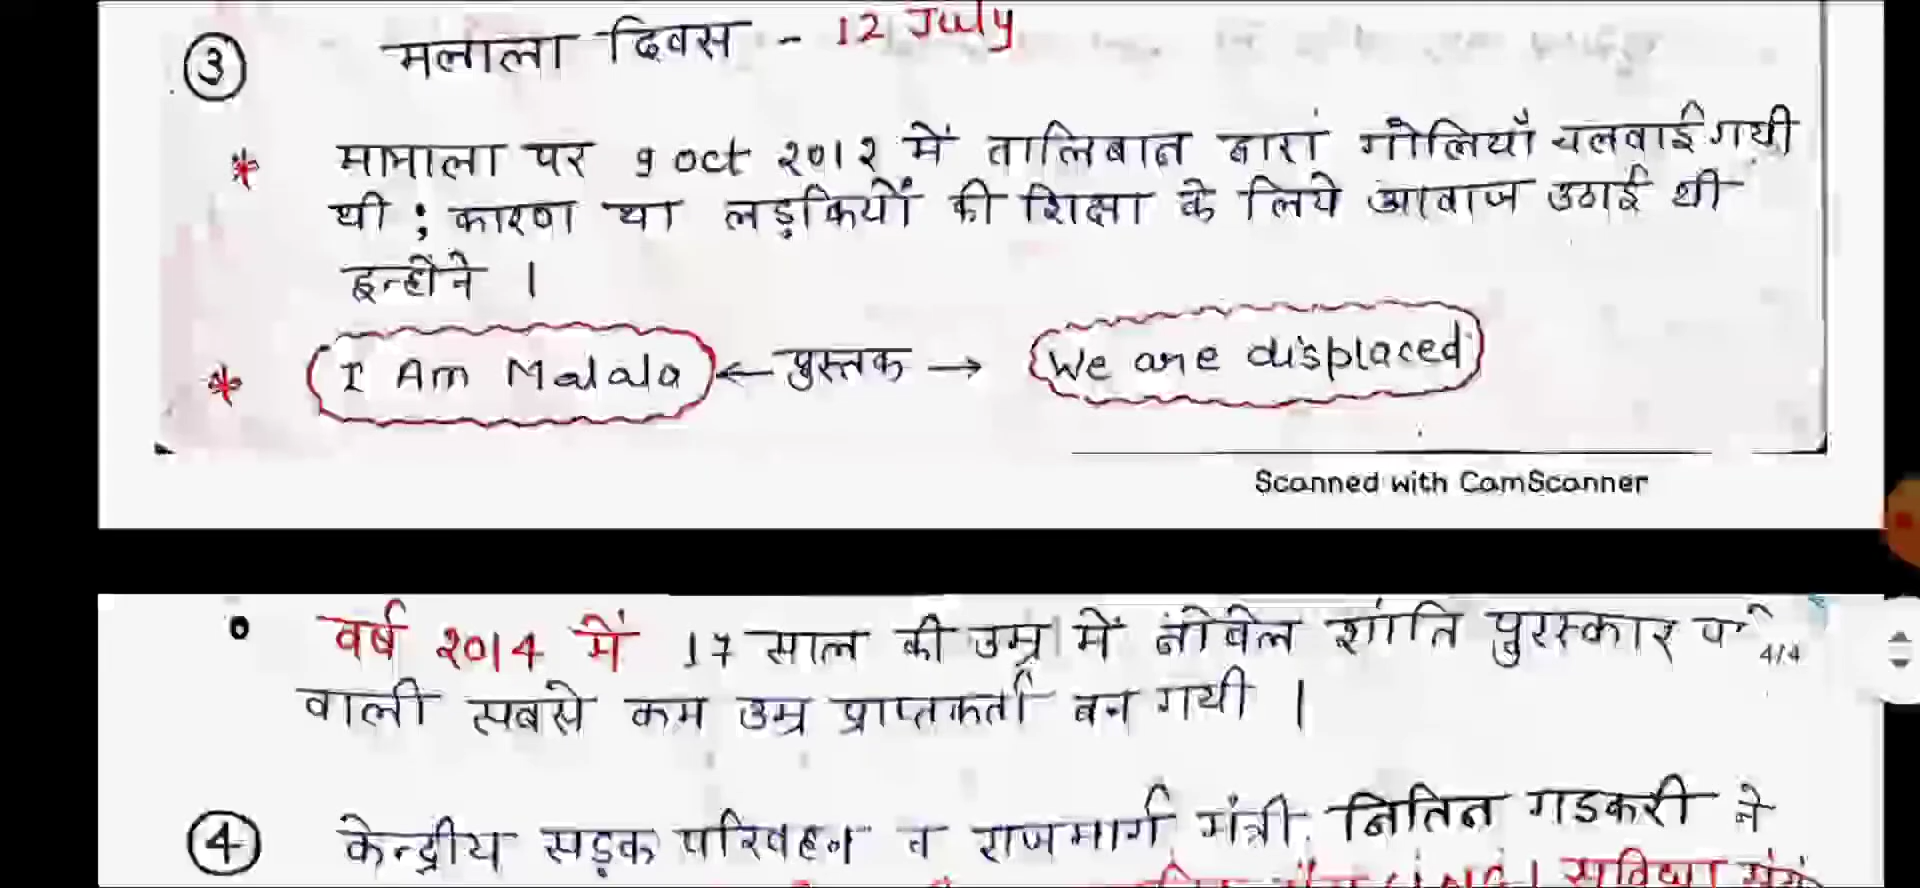 ③ मलाला दिवस - 12 July
* मामाला पर 9 oct 2012 में तालिबान द्वारा गोलियाँ चलवाई गयी
थी ; कारण था लड़कियों की शिक्षा के लिये आवाज उठाई थी
इन्होंने ।
* I Am Malala ← पुस्तक → We are displaced
Scanned with CamScanner
वर्ष 2014 में 17 साल की उम्र में नोबेल शांति पुरस्कार
4/4
वाली सबसे कम उम्र प्राप्तकर्ता बन गयी ।
④ केन्द्रीय सड़क परिवहन व राजमार्ग मंत्री नितिन गडकरी ने